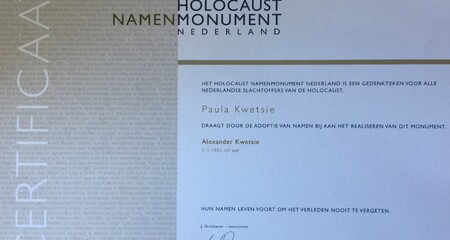 CERTIFICAAT
HOLOCAUST
NAMENMONUMENT
NEDERLAND
HET HOLOCAUST NAMENMONUMENT NEDERLAND IS EEN GEDENKTEKEN VOOR ALLE
NEDERLANDSE SLACHTOFFERS VAN DE HOLOCAUST.
Paula Kwetsie
DRAAGT DOOR DE ADOPTIE VAN NAMEN BIJ AAN HET REALISEREN VAN DIT MONUMENT.
Alexander Kwetsie
HUN NAMEN LEVEN VOORT OM HET VERLEDEN NOOIT TE VERGETEN.
J. Grishaver - voorzitter